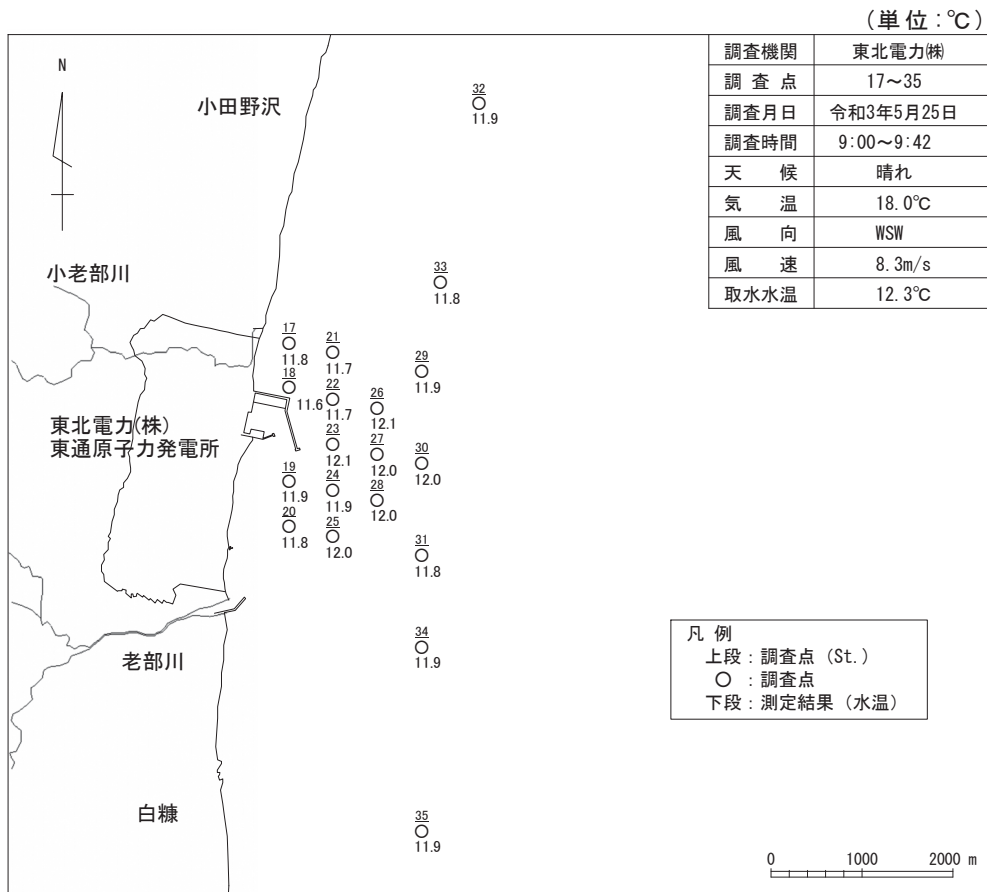 (単位:℃)
調査機関 東北電力㈱
調査点 17～35
調査月日 令和3年5月25日
調査時間 9:00～9:42
天候 晴れ
気温 18.0℃
風向 WSW
風速 8.3m/s
取水水温 12.3℃
N
小田野沢
32
11.9
小老部川
33
11.8
17
11.8
21
11.7
29
11.9
18
11.6
22
11.7
26
12.1
東北電力(株)
東通原子力発電所
23
12.1
27
12.0
30
12.0
19
11.9
24
11.9
28
12.0
20
11.8
25
12.0
31
11.8
34
11.9
老部川
凡例
上段:調査点(St.)
○:調査点
下段:測定結果(水温)
白糠
35
11.9
0 1000 2000 m